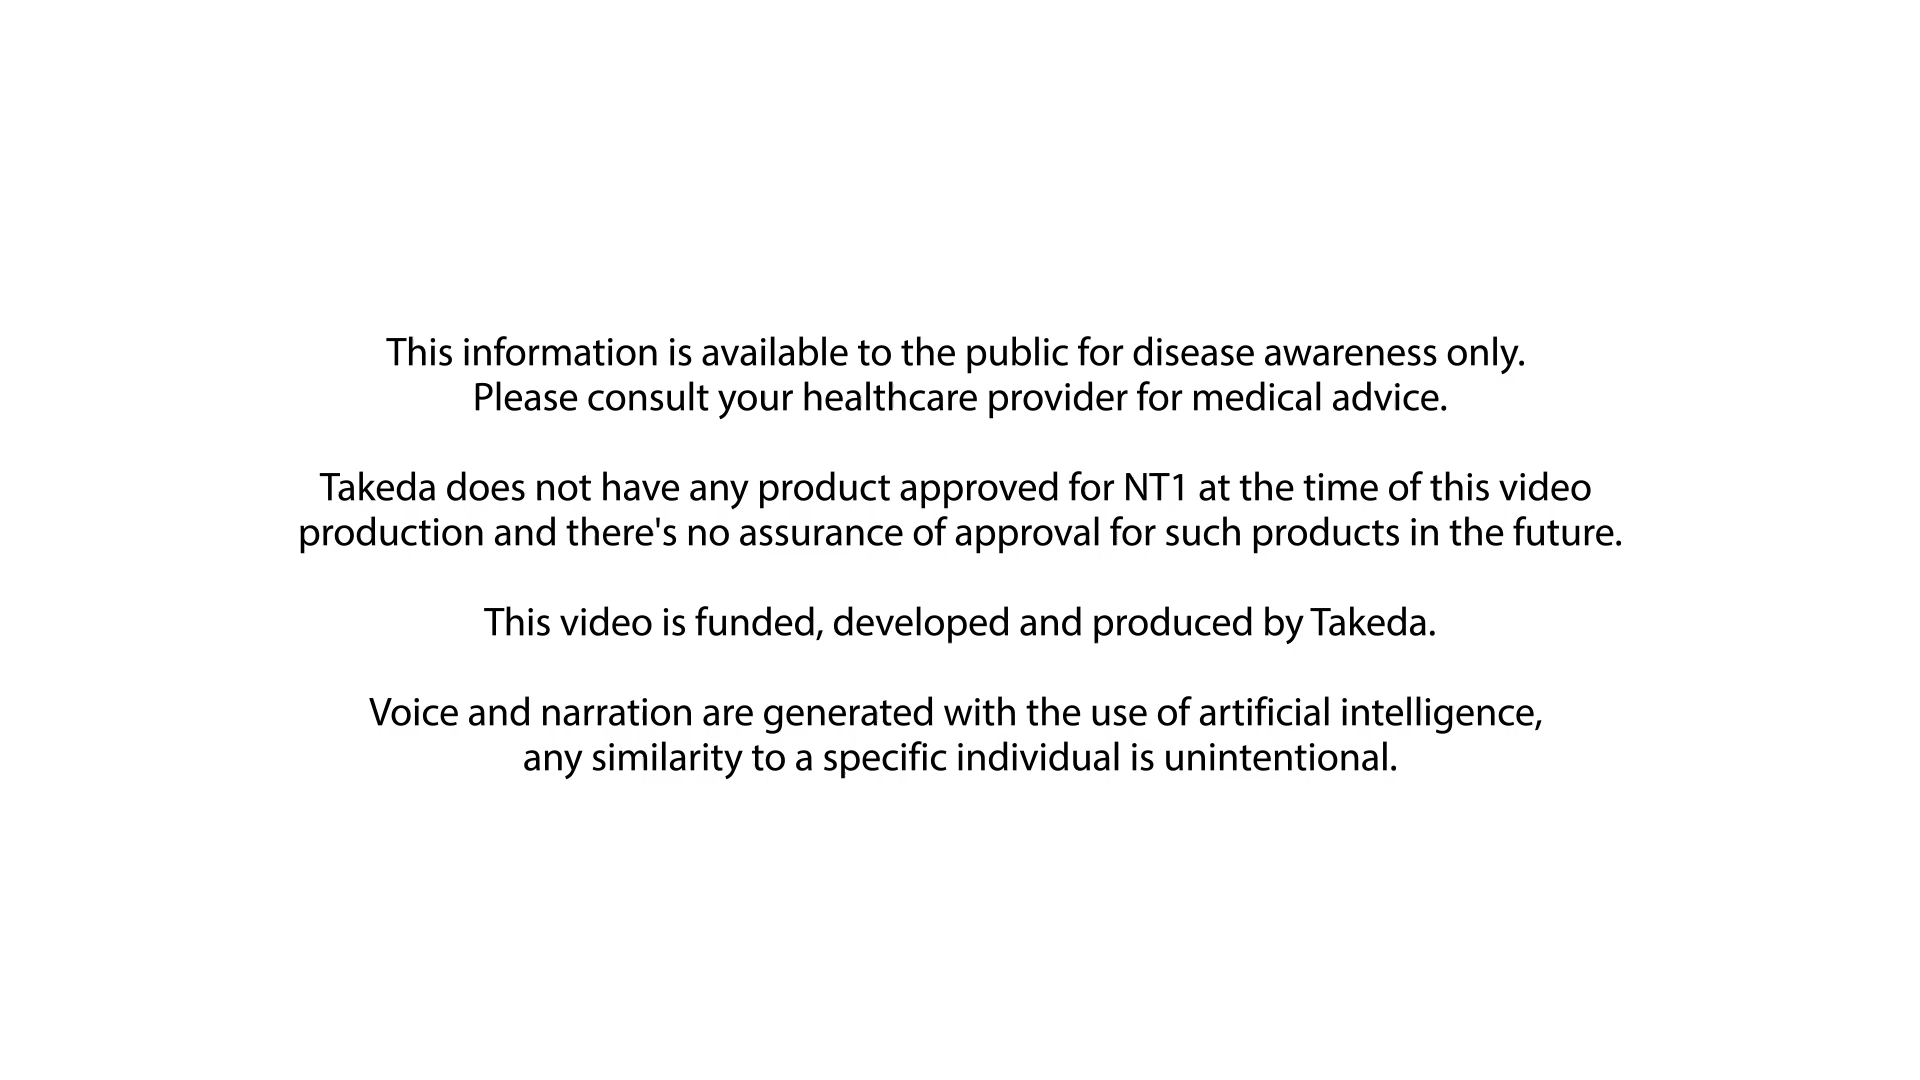 This information is available to the public for disease awareness only.
Please consult your healthcare provider for medical advice.
Takeda does not have any product approved for NT1 at the time of this video
production and there's no assurance of approval for such products in the future.
This video is funded, developed and produced by Takeda.
Voice and narration are generated with the use of artificial intelligence,
any similarity to a specific individual is unintentional.